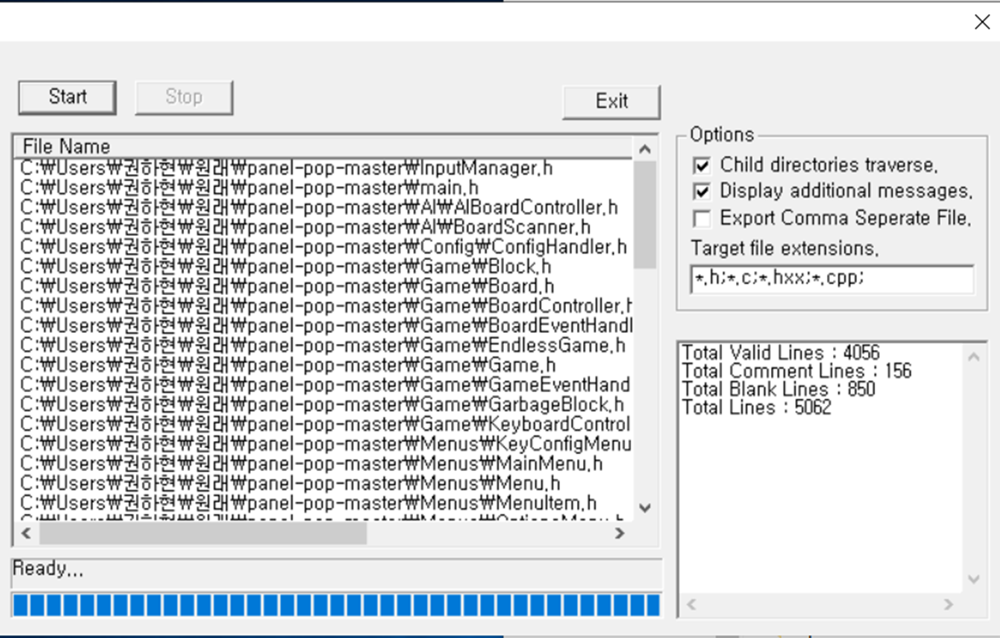 Start
Stop
Exit
File Name
C:₩Users₩권하현₩원래₩panel-pop-master₩InputManager.h
C:₩Users₩권하현₩원래₩panel-pop-master₩main.h
C:₩Users₩권하현₩원래₩panel-pop-master₩AI₩AIBoardController.h
C:₩Users₩권하현₩원래₩panel-pop-master₩AI₩BoardScanner.h
C:₩Users₩권하현₩원래₩panel-pop-master₩Config₩ConfigHandler.h
C:₩Users₩권하현₩원래₩panel-pop-master₩Game₩Block.h
C:₩Users₩권하현₩원래₩panel-pop-master₩Game₩Board.h
C:₩Users₩권하현₩원래₩panel-pop-master₩Game₩BoardController.h
C:₩Users₩권하현₩원래₩panel-pop-master₩Game₩BoardEventHandl
C:₩Users₩권하현₩원래₩panel-pop-master₩Game₩EndlessGame.h
C:₩Users₩권하현₩원래₩panel-pop-master₩Game₩Game.h
C:₩Users₩권하현₩원래₩panel-pop-master₩Game₩GameEventHand
C:₩Users₩권하현₩원래₩panel-pop-master₩Game₩GarbageBlock.h
C:₩Users₩권하현₩원래₩panel-pop-master₩Game₩KeyboardControl
C:₩Users₩권하현₩원래₩panel-pop-master₩Menus₩KeyConfigMenu
C:₩Users₩권하현₩원래₩panel-pop-master₩Menus₩MainMenu.h
C:₩Users₩권하현₩원래₩panel-pop-master₩Menus₩Menu.h
C:₩Users₩권하현₩원래₩panel-pop-master₩Menus₩MenuItem.h
C:₩Users₩권하현₩원래₩panel-pop-master₩Menus₩OptionsMenu.h
Ready...
Options
Child directories traverse.
Display additional messages.
Export Comma Seperate File.
Target file extensions.
*.h;*.c;*.hxx;*.cpp;
Total Valid Lines : 4056
Total Comment Lines : 156
Total Blank Lines : 850
Total Lines : 5062